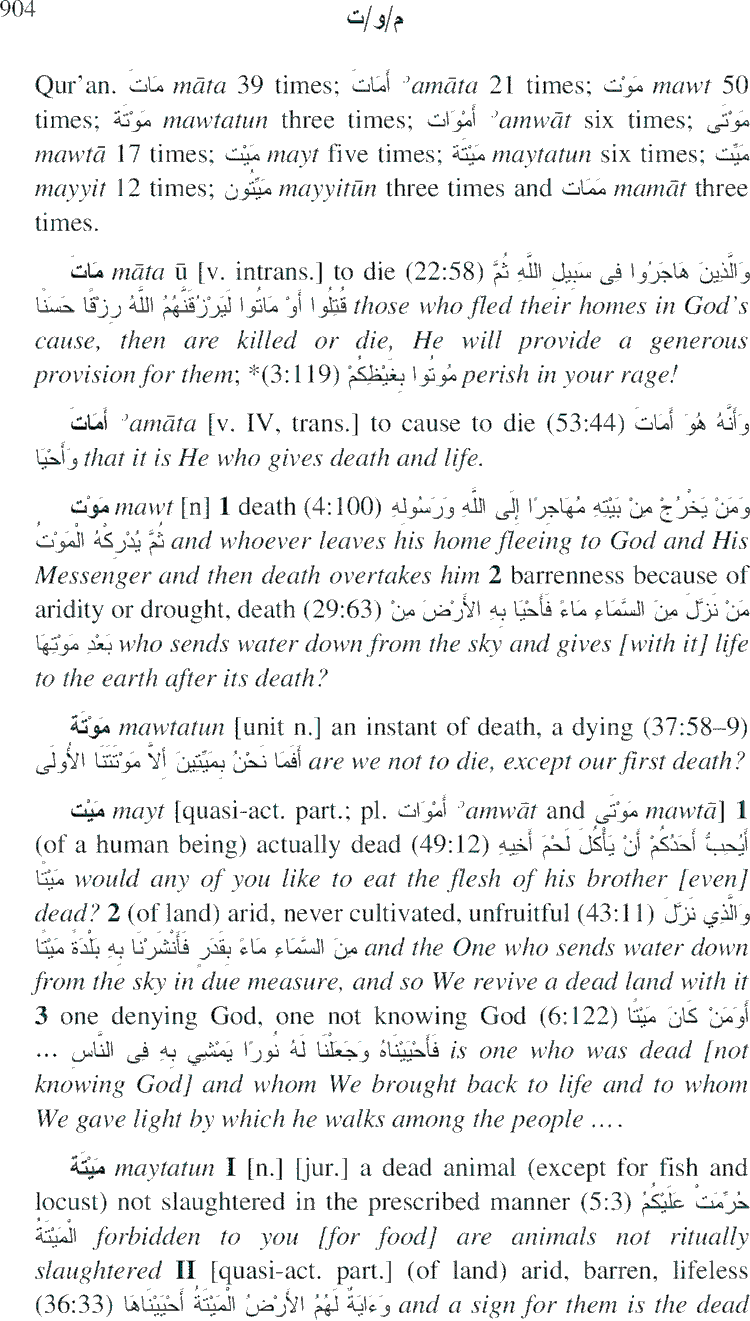 904
م/و/ت
Qur'an. مَاتَ māta 39 times; أَمَاتَ ʾamāta 21 times; مَوْت mawt 50
times; مَوْتَة mawtatun three times; أَمْوَات ʾamwāt six times; مَوْتَى
mawtā 17 times; مَيْت mayt five times; مَيْتَة maytatun six times; مَيِّت
mayyit 12 times; مَيِّتُون mayyitūn three times and مَمَات mamāt three
times.
مَاتَ māta ū [v. intrans.] to die (22:58) وَالَّذِينَ هَاجَرُوا فِى سَبِيلِ اللَّهِ ثُمَّ
قُتِلُوا أَوْ مَاتُوا لَيَرْزُقَنَّهُمُ اللَّهُ رِزْقًا حَسَنًا those who fled their homes in God's
cause, then are killed or die, He will provide a generous
provision for them; *(3:119) مُوتُوا بِغَيْظِكُمْ perish in your rage!
أَمَاتَ ʾamāta [v. IV, trans.] to cause to die (53:44) وَأَنَّهُ هُوَ أَمَاتَ
وَأَحْيَا that it is He who gives death and life.
مَوْت mawt [n] 1 death (4:100) وَمَنْ يَخْرُجْ مِنْ بَيْتِهِ مُهَاجِرًا إِلَى اللَّهِ وَرَسُولِهِ
ثُمَّ يُدْرِكْهُ الْمَوْتُ and whoever leaves his home fleeing to God and His
Messenger and then death overtakes him 2 barrenness because of
aridity or drought, death (29:63) مَنْ نَزَّلَ مِنَ السَّمَاءِ مَاءً فَأَحْيَا بِهِ الأَرْضَ مِنْ
بَعْدِ مَوْتِهَا who sends water down from the sky and gives [with it] life
to the earth after its death?
مَوْتَة mawtatun [unit n.] an instant of death, a dying (37:58–9)
أَفَمَا نَحْنُ بِمَيِّتِينَ أِلاَّ مَوْتَتَنَا الأُولَى are we not to die, except our first death?
مَيْت mayt [quasi-act. part.; pl. أَمْوَات ʾamwāt and مَوْتَى mawtā] 1
(of a human being) actually dead (49:12) أَيُحِبُّ أَحَدُكُمْ أَنْ يَأْكُلَ لَحْمَ أَخِيهِ
مَيْتًا would any of you like to eat the flesh of his brother [even]
dead? 2 (of land) arid, never cultivated, unfruitful (43:11) وَالَّذِي نَزَّلَ
مِنَ السَّمَاءِ مَاءً بِقَدَرٍ فَأَنْشَرْنَا بِهِ بَلْدَةً مَيْتًا and the One who sends water down
from the sky in due measure, and so We revive a dead land with it
3 one denying God, one not knowing God (6:122) أَوَمَنْ كَانَ مَيْتًا
فَأَحْيَيْنَاهُ وَجَعَلْنَا لَهُ نُورًا يَمْشِي بِهِ فِى النَّاسِ ... is one who was dead [not
knowing God] and whom We brought back to life and to whom
We gave light by which he walks among the people ....
مَيْتَة maytatun I [n.] [jur.] a dead animal (except for fish and
locust) not slaughtered in the prescribed manner (5:3) حُرِّمَتْ عَلَيْكُمُ
الْمَيْتَةُ forbidden to you [for food] are animals not ritually
slaughtered II [quasi-act. part.] (of land) arid, barren, lifeless
(36:33) وَءَايَةٌ لَهُمُ الأَرْضُ الْمَيْتَةُ أَحْيَيْنَاهَا and a sign for them is the dead